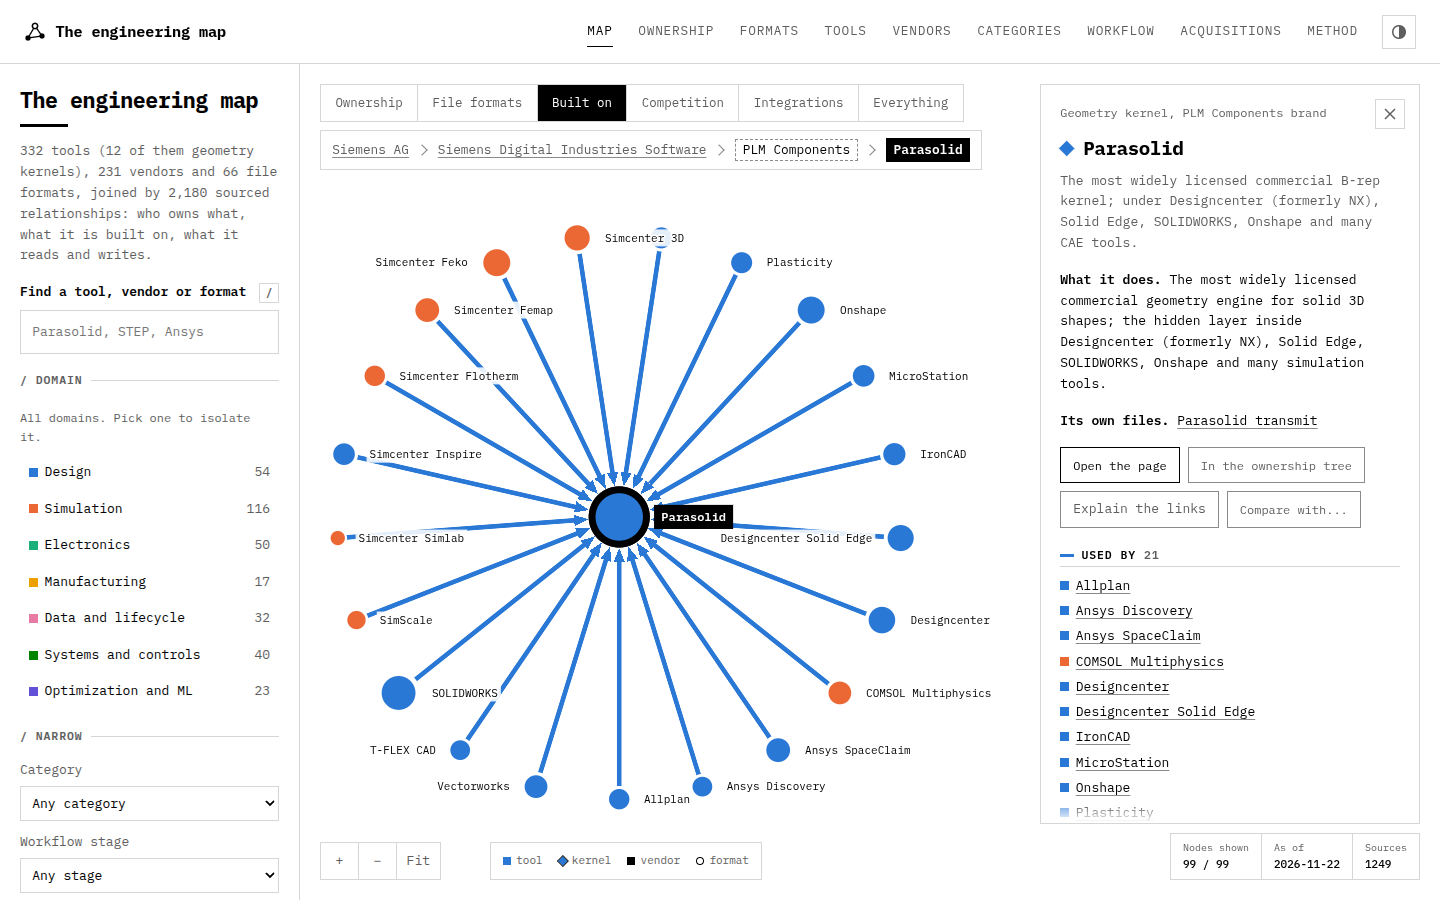 The engineering map
MAP
OWNERSHIP
FORMATS
TOOLS
VENDORS
CATEGORIES
WORKFLOW
ACQUISITIONS
METHOD
The engineering map
332 tools (12 of them geometry
kernels), 231 vendors and 66 file
formats, joined by 2,180 sourced
relationships: who owns what,
what it is built on, what it
reads and writes.
Find a tool, vendor or format /
Parasolid, STEP, Ansys
/ DOMAIN
All domains. Pick one to isolate
it.
Design 54
Simulation 116
Electronics 50
Manufacturing 17
Data and lifecycle 32
Systems and controls 40
Optimization and ML 23
/ NARROW
Category
Any category
Workflow stage
Any stage
Ownership
File formats
Built on
Competition
Integrations
Everything
Siemens AG
Siemens Digital Industries Software
PLM Components
Parasolid
Simcenter 3D
Simcenter Feko
Plasticity
Simcenter Femap
Onshape
Simcenter Flotherm
MicroStation
Simcenter Inspire
IronCAD
Parasolid
Simcenter Simlab
Designcenter Solid Edge
SimScale
Designcenter
SOLIDWORKS
COMSOL Multiphysics
T-FLEX CAD
Ansys SpaceClaim
Vectorworks
Allplan
Ansys Discovery
+
−
Fit
tool
kernel
vendor
format
Geometry kernel, PLM Components brand
Parasolid
The most widely licensed commercial B-rep
kernel; under Designcenter (formerly NX),
Solid Edge, SOLIDWORKS, Onshape and many
CAE tools.
What it does. The most widely licensed
commercial geometry engine for solid 3D
shapes; the hidden layer inside
Designcenter (formerly NX), Solid Edge,
SOLIDWORKS, Onshape and many simulation
tools.
Its own files. Parasolid transmit
Open the page
In the ownership tree
Explain the links
Compare with...
USED BY 21
Allplan
Ansys Discovery
Ansys SpaceClaim
COMSOL Multiphysics
Designcenter
Designcenter Solid Edge
IronCAD
MicroStation
Onshape
Plasticity
Nodes shown
99 / 99
As of
2026-11-22
Sources
1249